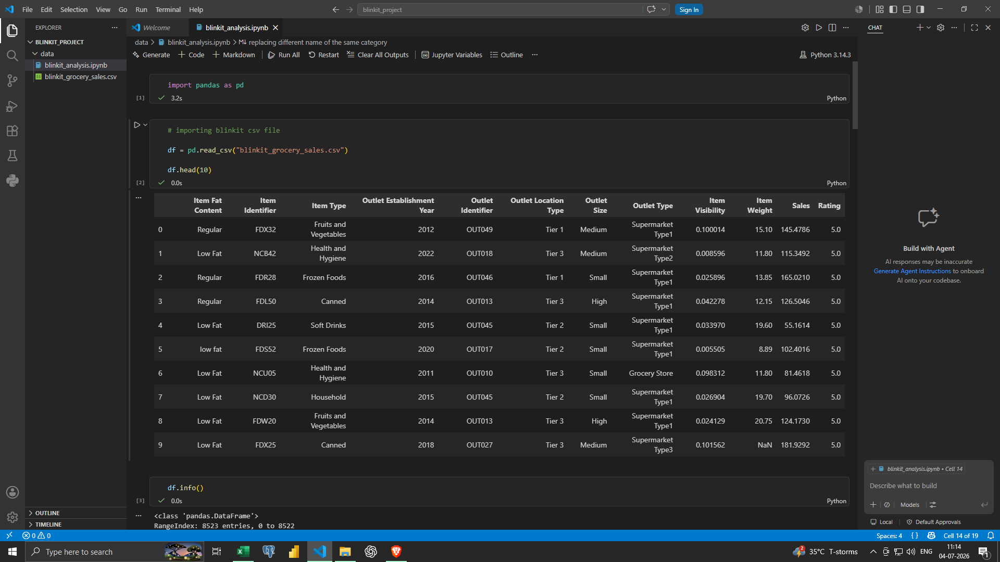 File Edit Selection View Go Run Terminal Help
blinkit_project
Sign In
EXPLORER
BLINKIT_PROJECT
data
blinkit_analysis.ipynb
blinkit_grocery_sales.csv
OUTLINE
TIMELINE
Welcome
blinkit_analysis.ipynb
data > blinkit_analysis.ipynb > M↓ replacing different name of the same category
Generate + Code + Markdown Run All Restart Clear All Outputs Jupyter Variables Outline ...
Python 3.14.3
import pandas as pd
[1] 3.2s Python
# importing blinkit csv file
df = pd.read_csv("blinkit_grocery_sales.csv")
df.head(10)
[2] 0.0s Python
Item Fat Content Item Identifier Item Type Outlet Establishment Year Outlet Identifier Outlet Location Type Outlet Size Outlet Type Item Visibility Item Weight Sales Rating
0 Regular FDX32 Fruits and Vegetables 2012 OUT049 Tier 1 Medium Supermarket Type1 0.100014 15.10 145.4786 5.0
1 Low Fat NCB42 Health and Hygiene 2022 OUT018 Tier 3 Medium Supermarket Type2 0.008596 11.80 115.3492 5.0
2 Regular FDR28 Frozen Foods 2016 OUT046 Tier 1 Small Supermarket Type1 0.025896 13.85 165.0210 5.0
3 Regular FDL50 Canned 2014 OUT013 Tier 3 High Supermarket Type1 0.042278 12.15 126.5046 5.0
4 Low Fat DRI25 Soft Drinks 2015 OUT045 Tier 2 Small Supermarket Type1 0.033970 19.60 55.1614 5.0
5 low fat FDS52 Frozen Foods 2020 OUT017 Tier 2 Small Supermarket Type1 0.005505 8.89 102.4016 5.0
6 Low Fat NCU05 Health and Hygiene 2011 OUT010 Tier 3 Small Grocery Store 0.098312 11.80 81.4618 5.0
7 Low Fat NCD30 Household 2015 OUT045 Tier 2 Small Supermarket Type1 0.026904 19.70 96.0726 5.0
8 Low Fat FDW20 Fruits and Vegetables 2014 OUT013 Tier 3 High Supermarket Type1 0.024129 20.75 124.1730 5.0
9 Low Fat FDX25 Canned 2018 OUT027 Tier 3 Medium Supermarket Type3 0.101562 NaN 181.9292 5.0
df.info()
[3] 0.0s Python
<class 'pandas.DataFrame'>
RangeIndex: 8523 entries, 0 to 8522
CHAT
Build with Agent
AI responses may be inaccurate
Generate Agent Instructions to onboard
AI onto your codebase.
blinkit_analysis.ipynb • Cell 14
Describe what to build
Models
Local
Default Approvals
0 0
Spaces: 4 { } Cell 14 of 19
Type here to search
2 35°C T-storms
ENG
11:14
04-07-2026
1